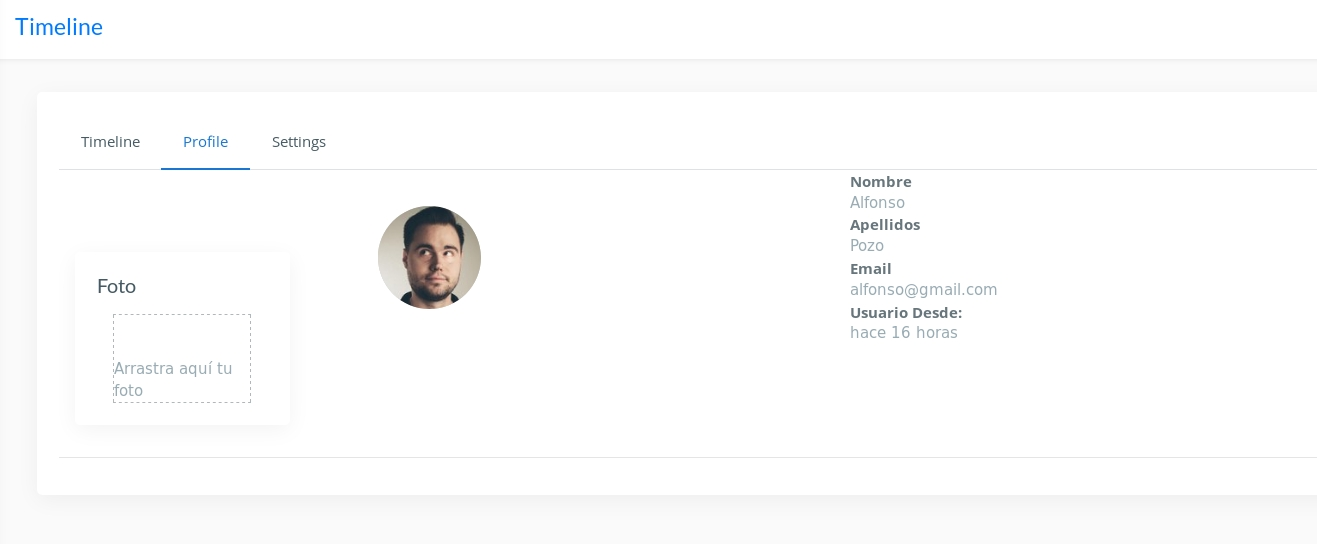 Timeline
Timeline
Profile
Settings
Foto
Arrastra aquí tu
foto
Nombre
Alfonso
Apellidos
Pozo
Email
alfonso@gmail.com
Usuario Desde:
hace 16 horas